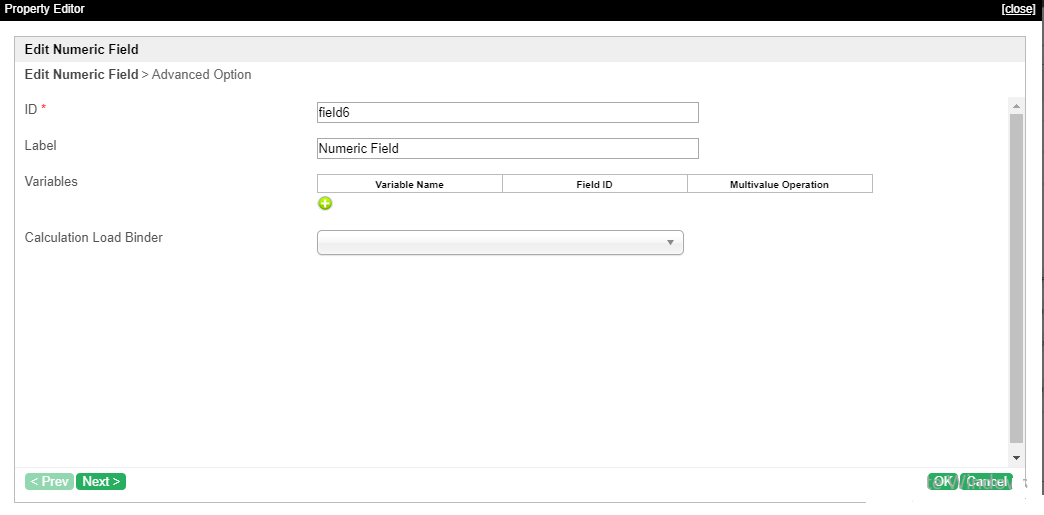 Property Editor [close]
Edit Numeric Field
Edit Numeric Field > Advanced Option
ID * field6
Label Numeric Field
Variables Variable Name Field ID Multivalue Operation
Calculation Load Binder
< Prev Next > OK Cancel